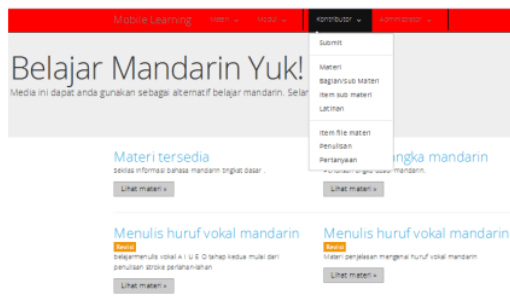 Mobile Learning Materi Modul Kontributor Administrator
Submit
Materi
Bagian/sub Materi
Item sub materi
Latihan
Item file materi
Penulisan
Pertanyaan
Belajar Mandarin Yuk!
Media ini dapat anda gunakan sebagai alternatif belajar mandarin. Selar
Materi tersedia
sekilas informasi bahasa mandarin tingkat dasar .
Lihat materi »
angka mandarin
mandarin.
Lihat materi »
Menulis huruf vokal mandarin
Revisi
belajarmenulis vokal A I U E O tahap kedua mulai dari
penulisan stroke perlahan-lahan
Lihat materi »
Menulis huruf vokal mandarin
Revisi
Materi penjelasan mengenai huruf vokal mandarin
Lihat materi »